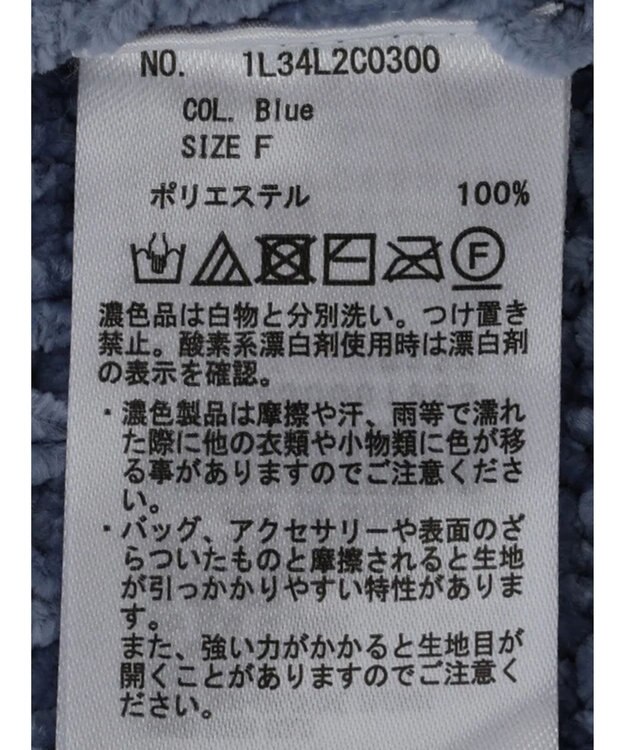 NO. 1L34L2C0300
COL. Blue
SIZE F
ポリエステル 100%
F
濃色品は白物と分別洗い。つけ置き
禁止。酸素系漂白剤使用時は漂白剤
の表示を確認。
・濃色製品は摩擦や汗、雨等で濡れ
た際に他の衣類や小物類に色が移
る事がありますのでご注意くださ
い。
・バッグ、アクセサリーや表面のざ
らついたものと摩擦されると生地
が引っかかりやすい特性がありま
す。
また、強い力がかかると生地目が
開くことがありますのでご注意く
ださい。